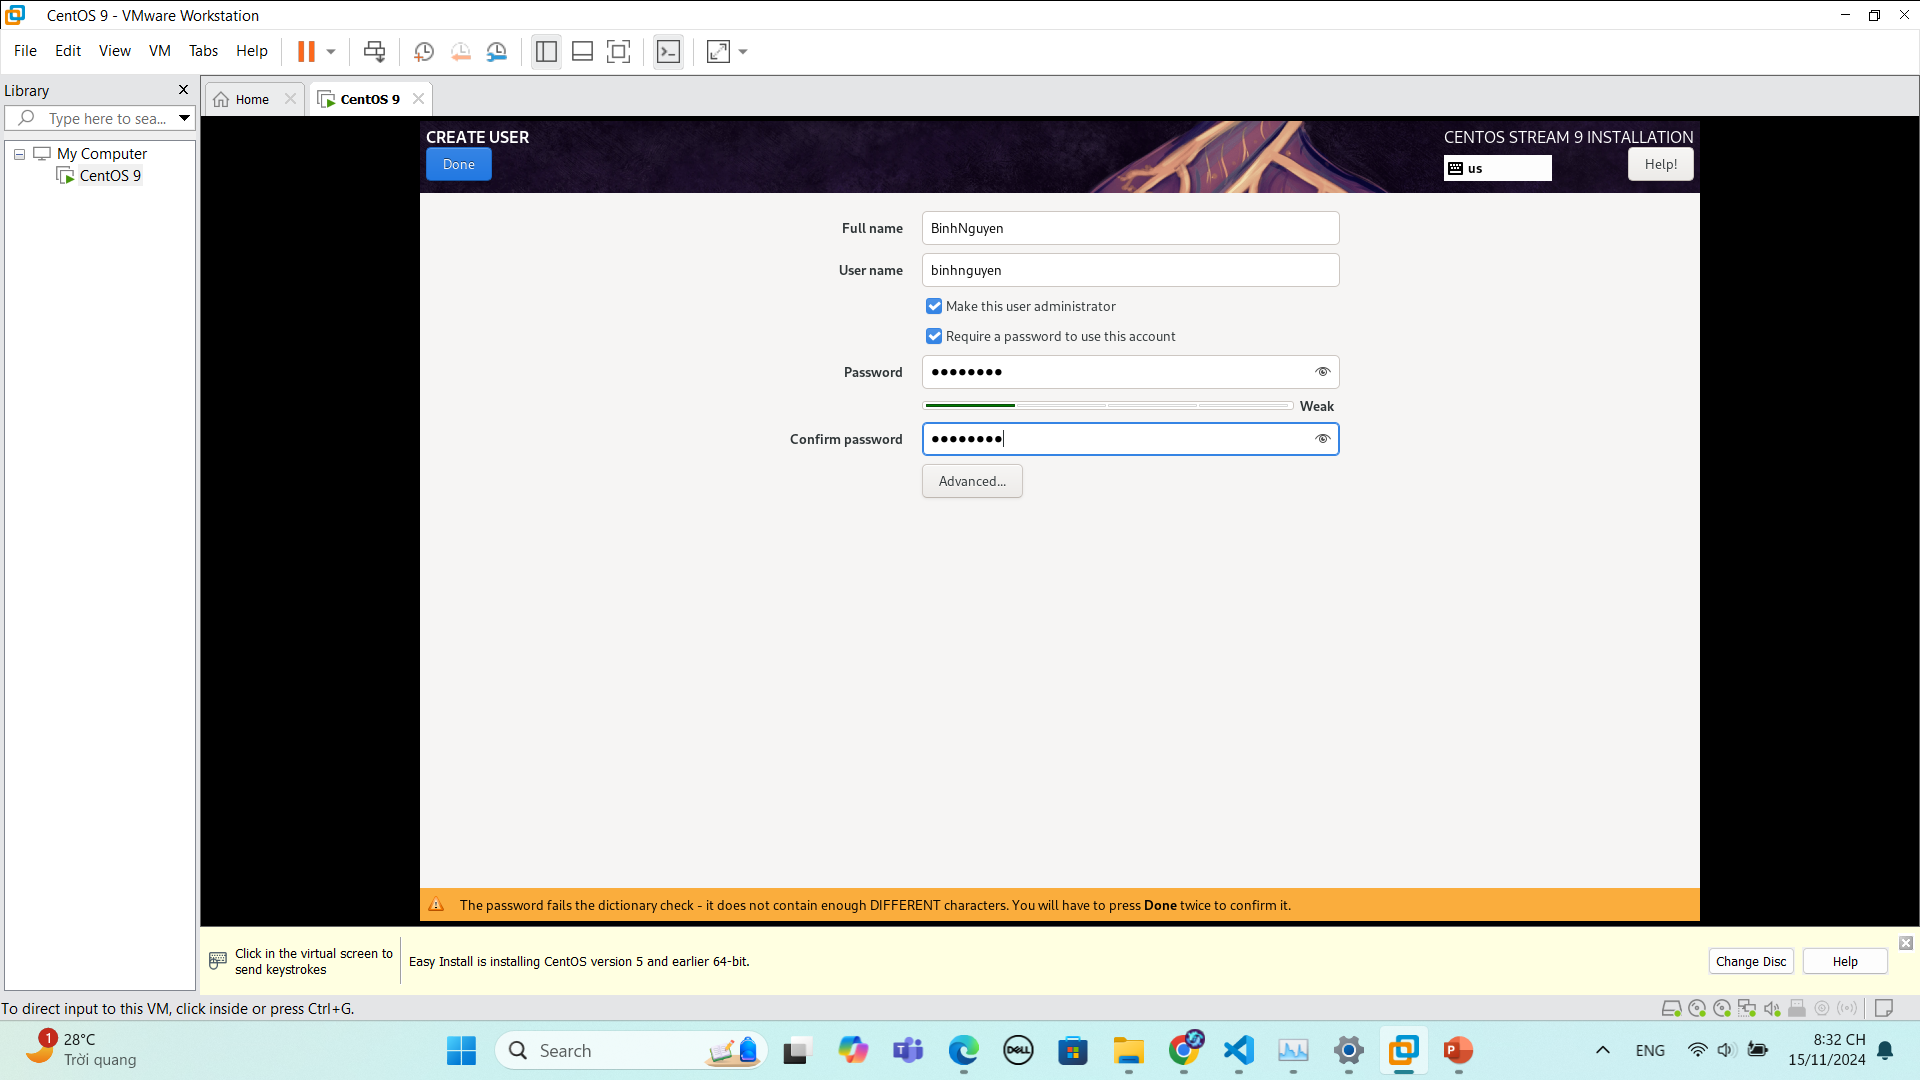 CentOS 9 - VMware Workstation
File Edit View VM Tabs Help
Library
Type here to sea...
My Computer
CentOS 9
Home
CentOS 9
CREATE USER
Done
CENTOS STREAM 9 INSTALLATION
us
Help!
Full name
BinhNguyen
User name
binhnguyen
Make this user administrator
Require a password to use this account
Password
●●●●●●●●
Weak
Confirm password
●●●●●●●●
Advanced...
The password fails the dictionary check - it does not contain enough DIFFERENT characters. You will have to press Done twice to confirm it.
Click in the virtual screen to
send keystrokes
Easy Install is installing CentOS version 5 and earlier 64-bit.
Change Disc
Help
To direct input to this VM, click inside or press Ctrl+G.
1
28°C
Trời quang
Search
DELL
P
ENG
8:32 CH
15/11/2024